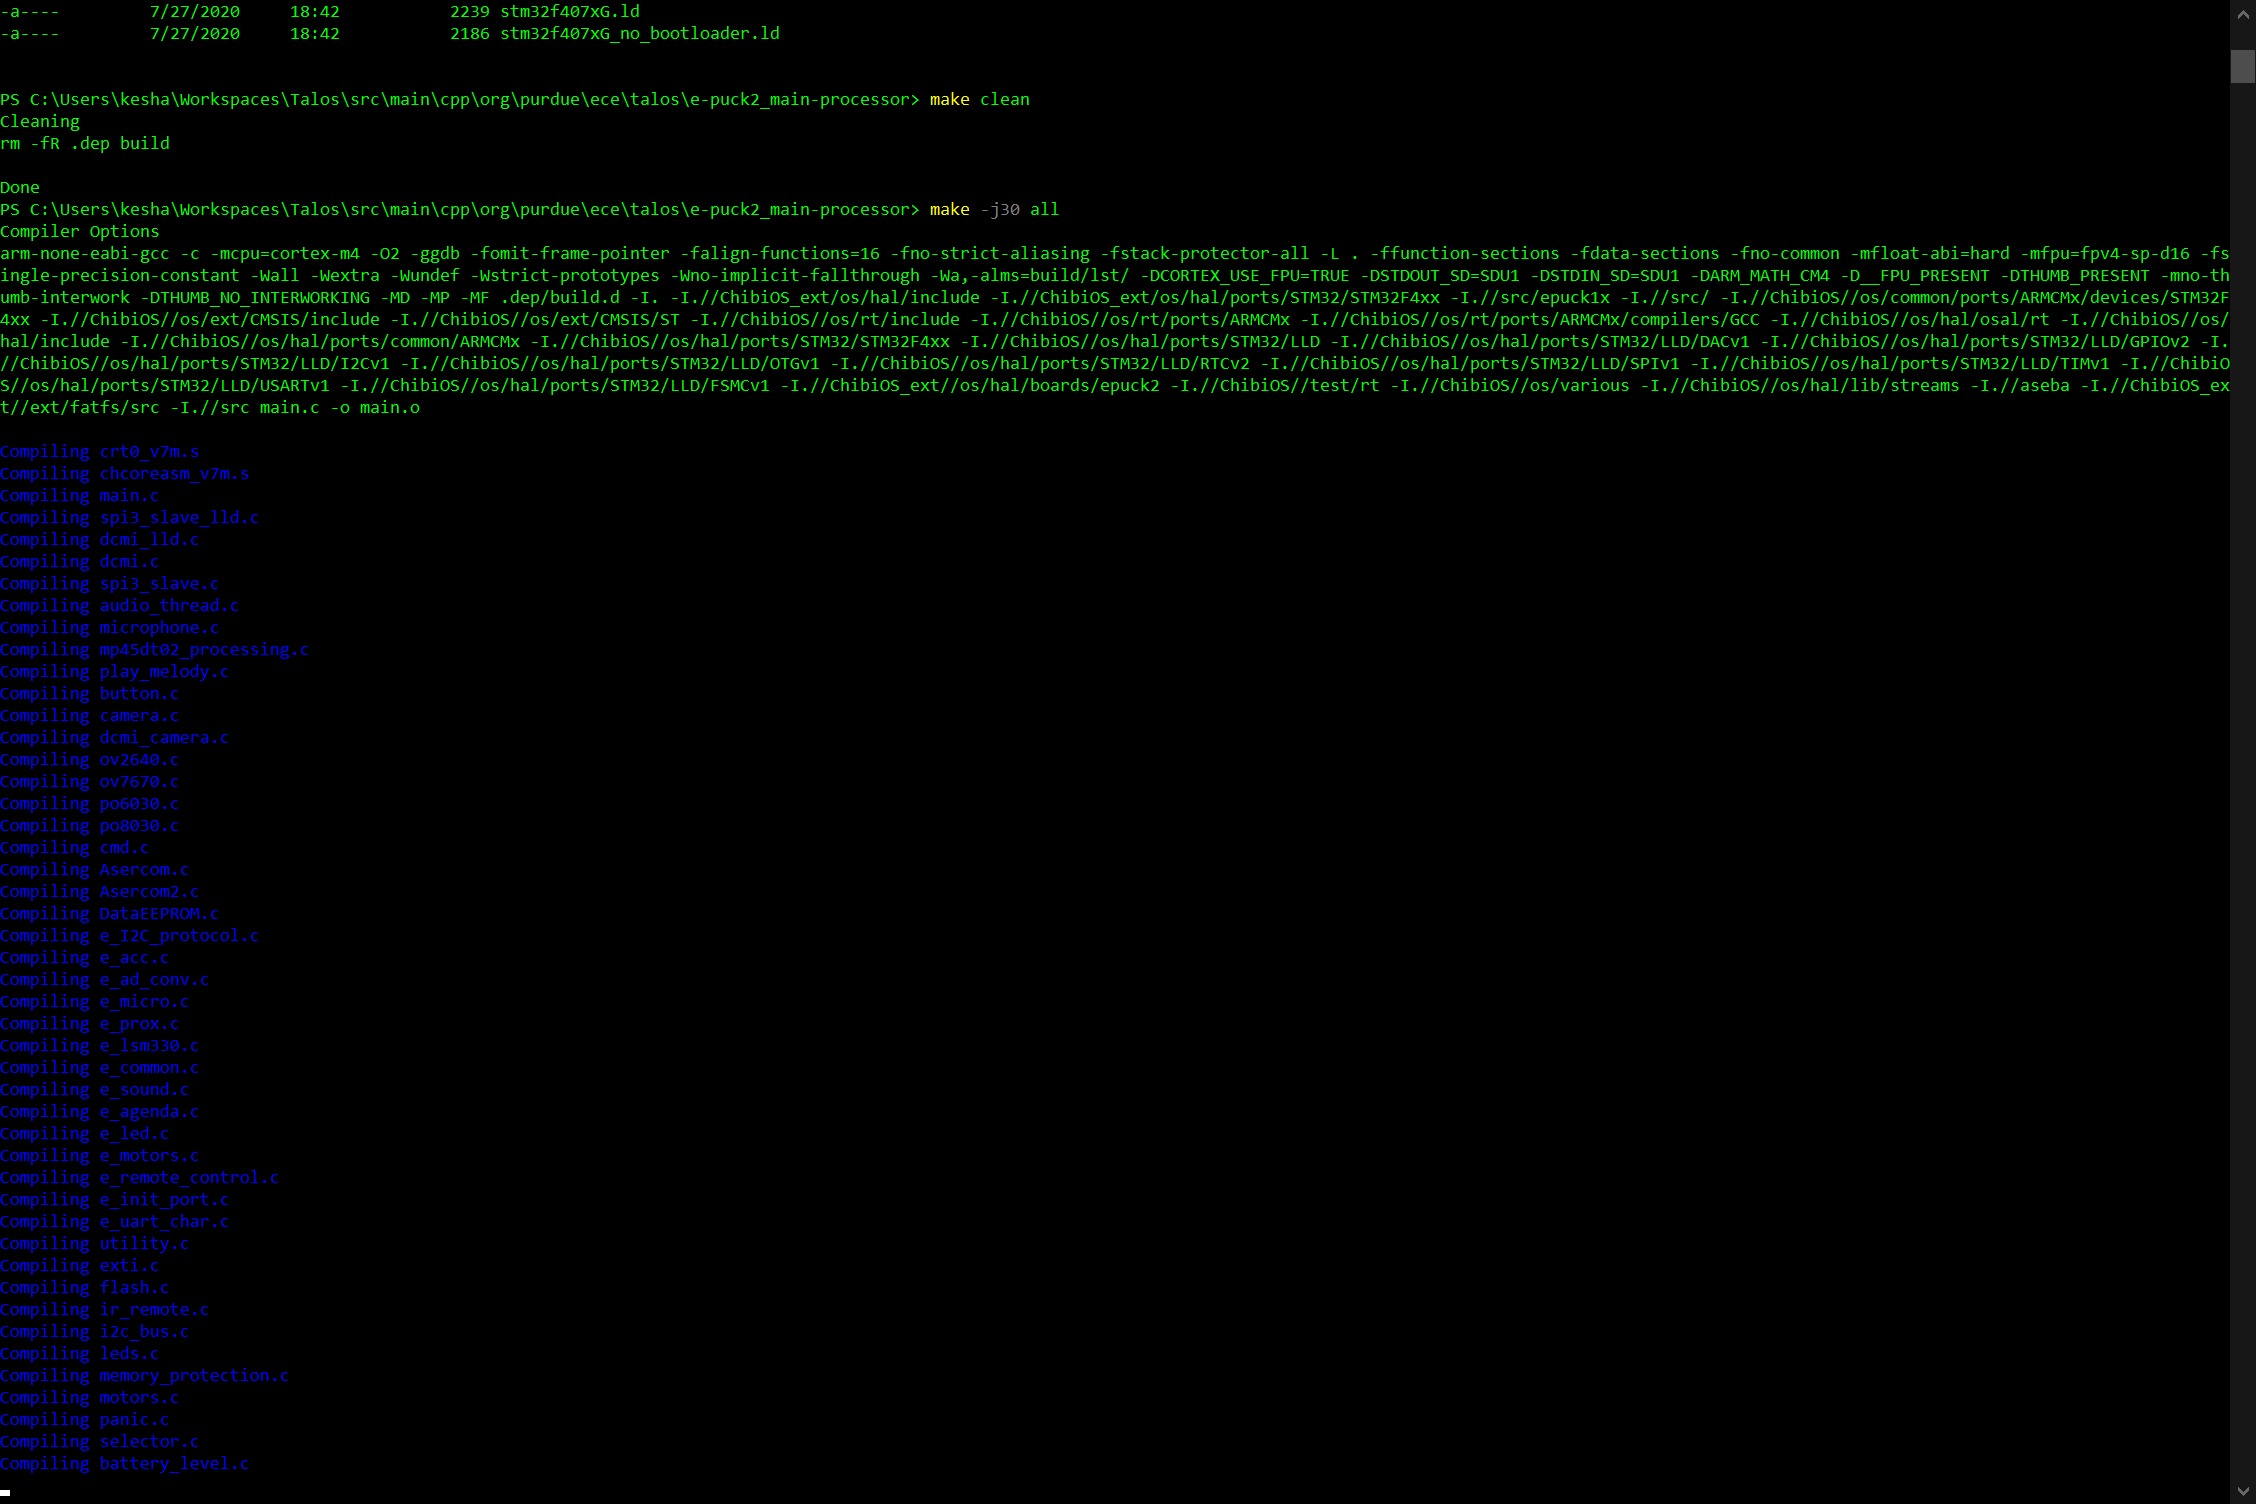 -a----         7/27/2020     18:42           2239 stm32f407xG.ld
-a----         7/27/2020     18:42           2186 stm32f407xG_no_bootloader.ld
PS C:\Users\kesha\Workspaces\Talos\src\main\cpp\org\purdue\ece\talos\e-puck2_main-processor> make clean
Cleaning
rm -fR .dep build
Done
PS C:\Users\kesha\Workspaces\Talos\src\main\cpp\org\purdue\ece\talos\e-puck2_main-processor> make -j30 all
Compiler Options
arm-none-eabi-gcc -c -mcpu=cortex-m4 -O2 -ggdb -fomit-frame-pointer -falign-functions=16 -fno-strict-aliasing -fstack-protector-all -L . -ffunction-sections -fdata-sections -fno-common -mfloat-abi=hard -mfpu=fpv4-sp-d16 -fs
ingle-precision-constant -Wall -Wextra -Wundef -Wstrict-prototypes -Wno-implicit-fallthrough -Wa,-alms=build/lst/ -DCORTEX_USE_FPU=TRUE -DSTDOUT_SD=SDU1 -DSTDIN_SD=SDU1 -DARM_MATH_CM4 -D__FPU_PRESENT -DTHUMB_PRESENT -mno-th
umb-interwork -DTHUMB_NO_INTERWORKING -MD -MP -MF .dep/build.d -I. -I.//ChibiOS_ext/os/hal/include -I.//ChibiOS_ext/os/hal/ports/STM32/STM32F4xx -I.//src/epuck1x -I.//src/ -I.//ChibiOS//os/common/ports/ARMCMx/devices/STM32F
4xx -I.//ChibiOS//os/ext/CMSIS/include -I.//ChibiOS//os/ext/CMSIS/ST -I.//ChibiOS//os/rt/include -I.//ChibiOS//os/rt/ports/ARMCMx -I.//ChibiOS//os/rt/ports/ARMCMx/compilers/GCC -I.//ChibiOS//os/hal/osal/rt -I.//ChibiOS//os/
hal/include -I.//ChibiOS//os/hal/ports/common/ARMCMx -I.//ChibiOS//os/hal/ports/STM32/STM32F4xx -I.//ChibiOS//os/hal/ports/STM32/LLD -I.//ChibiOS//os/hal/ports/STM32/LLD/DACv1 -I.//ChibiOS//os/hal/ports/STM32/LLD/GPIOv2 -I.
//ChibiOS//os/hal/ports/STM32/LLD/I2Cv1 -I.//ChibiOS//os/hal/ports/STM32/LLD/OTGv1 -I.//ChibiOS//os/hal/ports/STM32/LLD/RTCv2 -I.//ChibiOS//os/hal/ports/STM32/LLD/SPIv1 -I.//ChibiOS//os/hal/ports/STM32/LLD/TIMv1 -I.//ChibiO
S//os/hal/ports/STM32/LLD/USARTv1 -I.//ChibiOS//os/hal/ports/STM32/LLD/FSMCv1 -I.//ChibiOS_ext//os/hal/boards/epuck2 -I.//ChibiOS//test/rt -I.//ChibiOS//os/various -I.//ChibiOS//os/hal/lib/streams -I.//aseba -I.//ChibiOS_ex
t//ext/fatfs/src -I.//src main.c -o main.o
Compiling crt0_v7m.s
Compiling chcoreasm_v7m.s
Compiling main.c
Compiling spi3_slave_lld.c
Compiling dcmi_lld.c
Compiling dcmi.c
Compiling spi3_slave.c
Compiling audio_thread.c
Compiling microphone.c
Compiling mp45dt02_processing.c
Compiling play_melody.c
Compiling button.c
Compiling camera.c
Compiling dcmi_camera.c
Compiling ov2640.c
Compiling ov7670.c
Compiling po6030.c
Compiling po8030.c
Compiling cmd.c
Compiling Asercom.c
Compiling Asercom2.c
Compiling DataEEPROM.c
Compiling e_I2C_protocol.c
Compiling e_acc.c
Compiling e_ad_conv.c
Compiling e_micro.c
Compiling e_prox.c
Compiling e_lsm330.c
Compiling e_common.c
Compiling e_sound.c
Compiling e_agenda.c
Compiling e_led.c
Compiling e_motors.c
Compiling e_remote_control.c
Compiling e_init_port.c
Compiling e_uart_char.c
Compiling utility.c
Compiling exti.c
Compiling flash.c
Compiling ir_remote.c
Compiling i2c_bus.c
Compiling leds.c
Compiling memory_protection.c
Compiling motors.c
Compiling panic.c
Compiling selector.c
Compiling battery_level.c